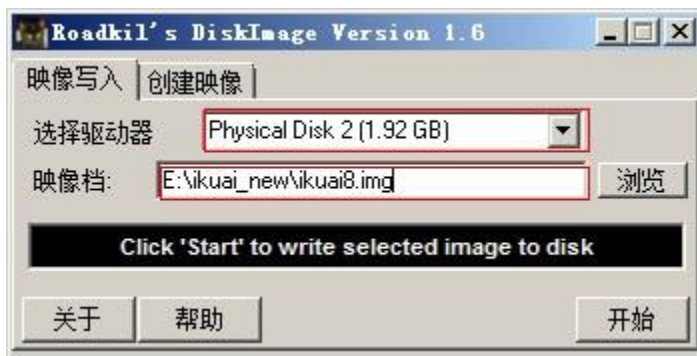 Roadkil's DiskImage Version 1.6
映像写入 创建映像
选择驱动器 Physical Disk 2 (1.92 GB)
映像档: E:\ikuai_new\ikuai8.img 浏览
Click 'Start' to write selected image to disk
关于 帮助 开始